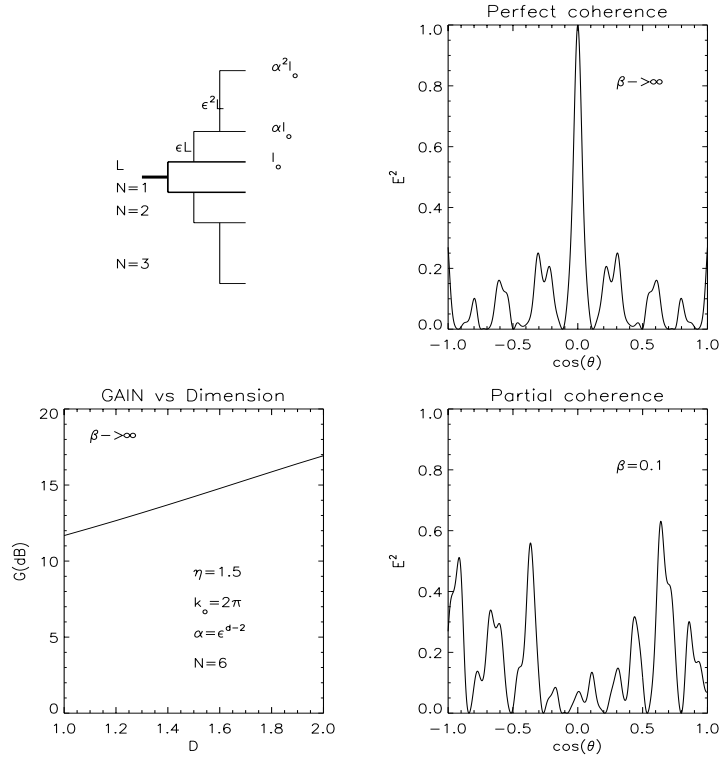 α²I₀
ε²L
αI₀
εL
I₀
L
N=1
N=2
N=3
Perfect coherence
β−>∞
E²
1.0
0.8
0.6
0.4
0.2
0.0
−1.0 −0.5 0.0 0.5 1.0
cos(θ)
GAIN vs Dimension
β−>∞
G(dB)
20
15
10
5
0
η=1.5
k₀=2π
α=ε^{d−2}
N=6
1.0 1.2 1.4 1.6 1.8 2.0
D
Partial coherence
β=0.1
E²
1.0
0.8
0.6
0.4
0.2
0.0
−1.0 −0.5 0.0 0.5 1.0
cos(θ)